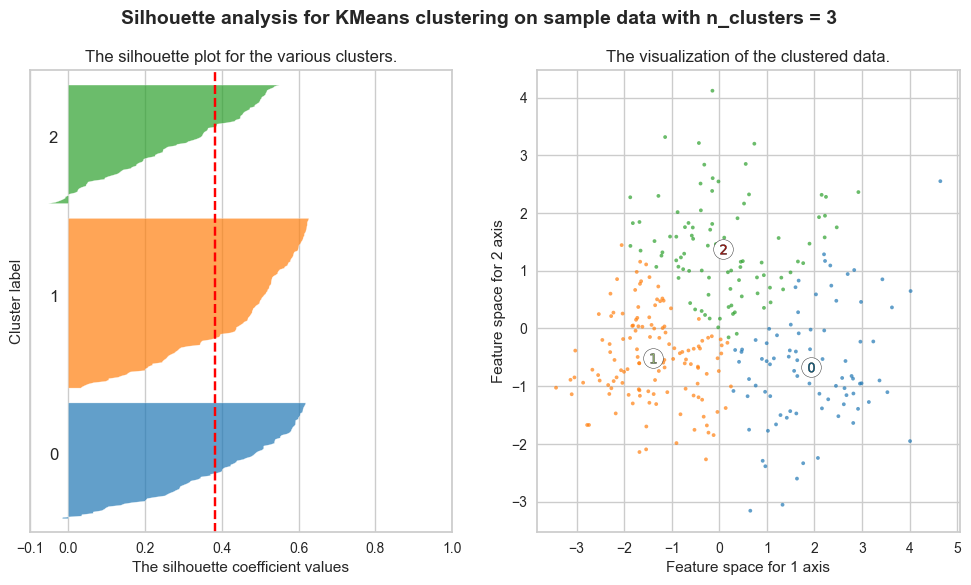 Silhouette analysis for KMeans clustering on sample data with n_clusters = 3
The silhouette plot for the various clusters.
2
1
0
Cluster label
−0.1 0.0 0.2 0.4 0.6 0.8 1.0
The silhouette coefficient values
The visualization of the clustered data.
4
3
2
1
0
−1
−2
−3
Feature space for 2 axis
2
1
0
−3 −2 −1 0 1 2 3 4 5
Feature space for 1 axis